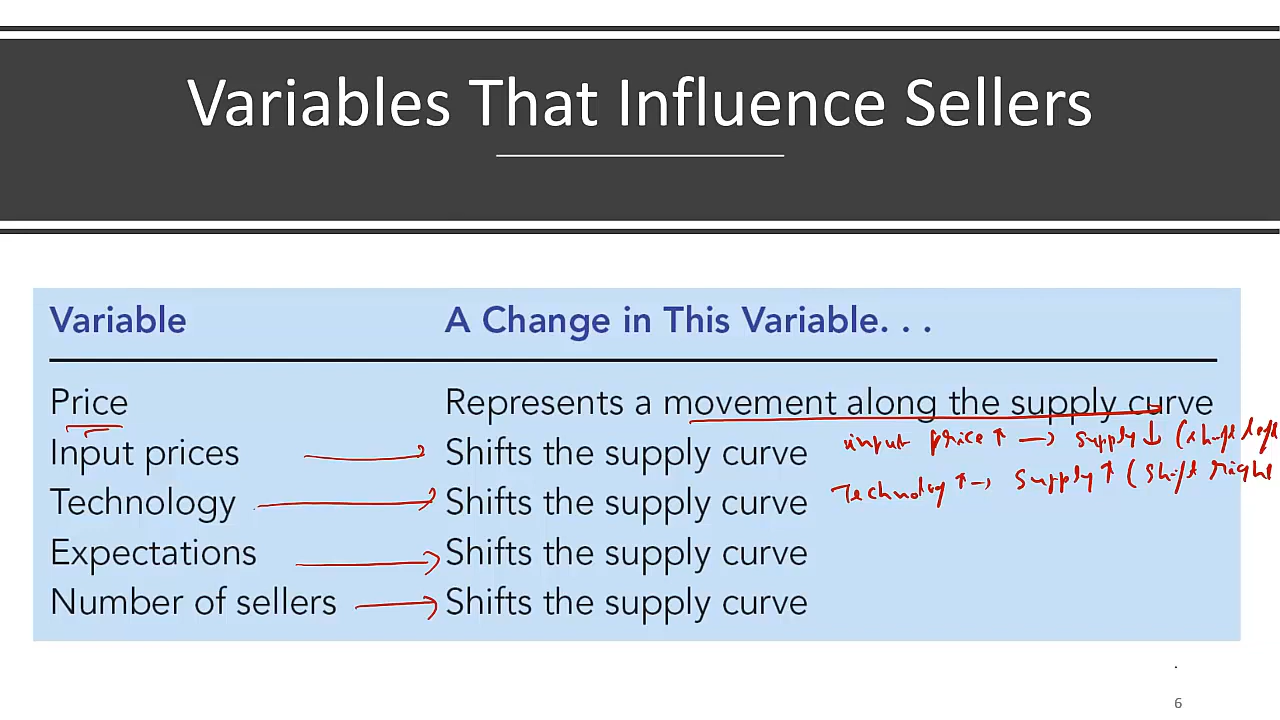 Variables That Influence Sellers
Variable A Change in This Variable. . .
Price Represents a movement along the supply curve
input price ↑ → supply ↓ (shift lef
Input prices → Shifts the supply curve
Technolog ↑ → Supply ↑ (shift right
Technology → Shifts the supply curve
Expectations → Shifts the supply curve
Number of sellers → Shifts the supply curve
.
6